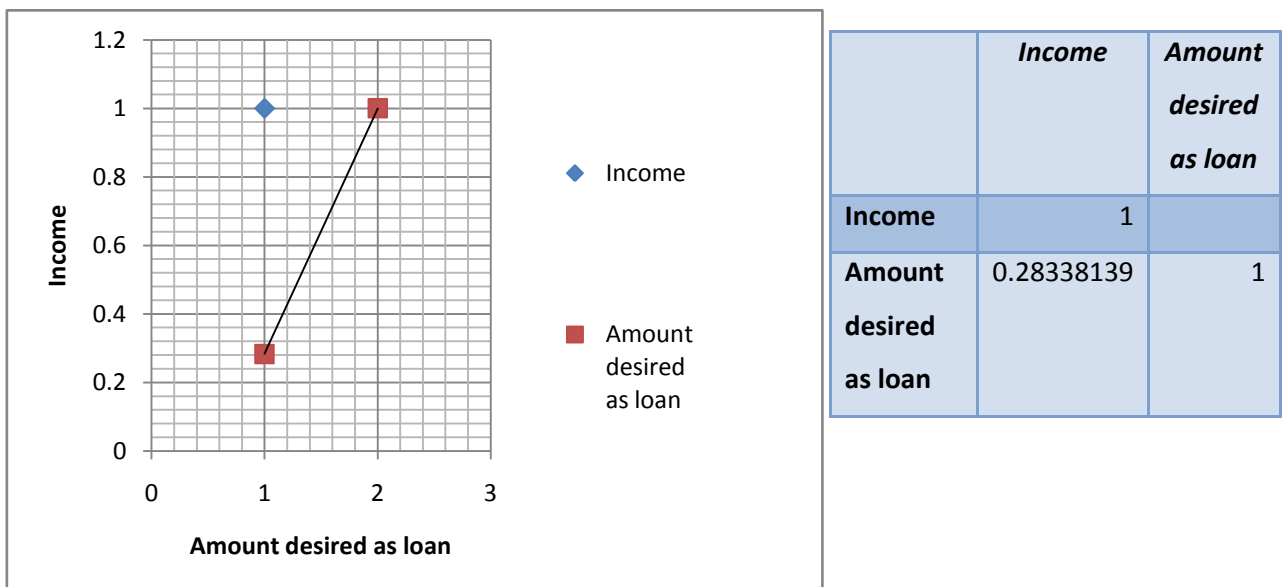 1.2
1
0.8
0.6
0.4
0.2
0
Income
0 1 2 3
Amount desired as loan
Income
Amount
desired
as loan
Income Amount
desired
as loan
Income 1
Amount 0.28338139 1
desired
as loan